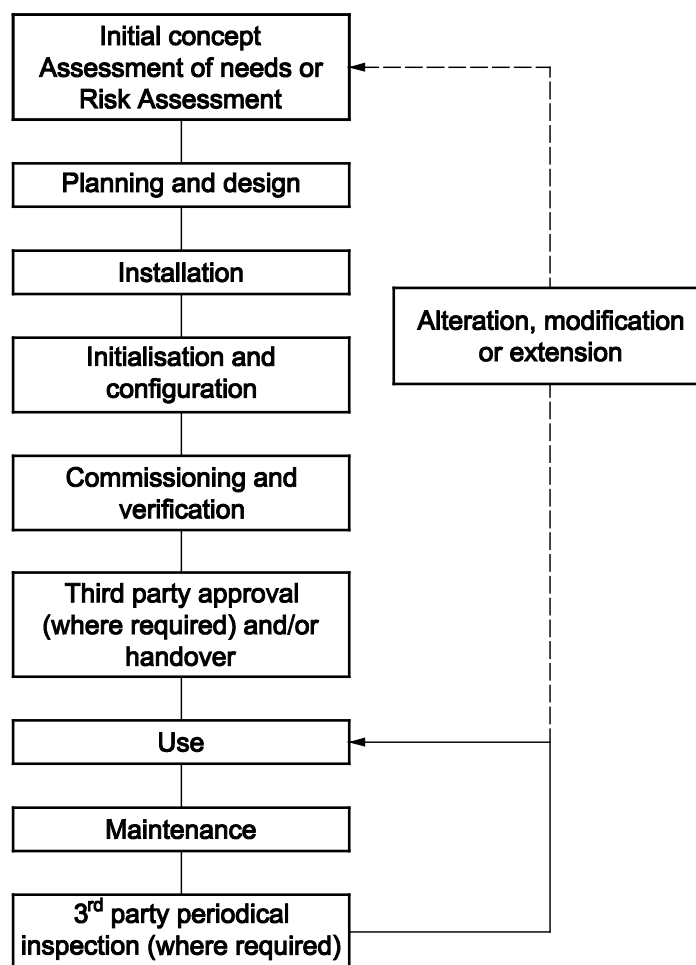 Initial concept
Assessment of needs or
Risk Assessment
Planning and design
Installation
Initialisation and
configuration
Commissioning and
verification
Third party approval
(where required) and/or
handover
Use
Maintenance
3rd party periodical
inspection (where required)
Alteration, modification
or extension